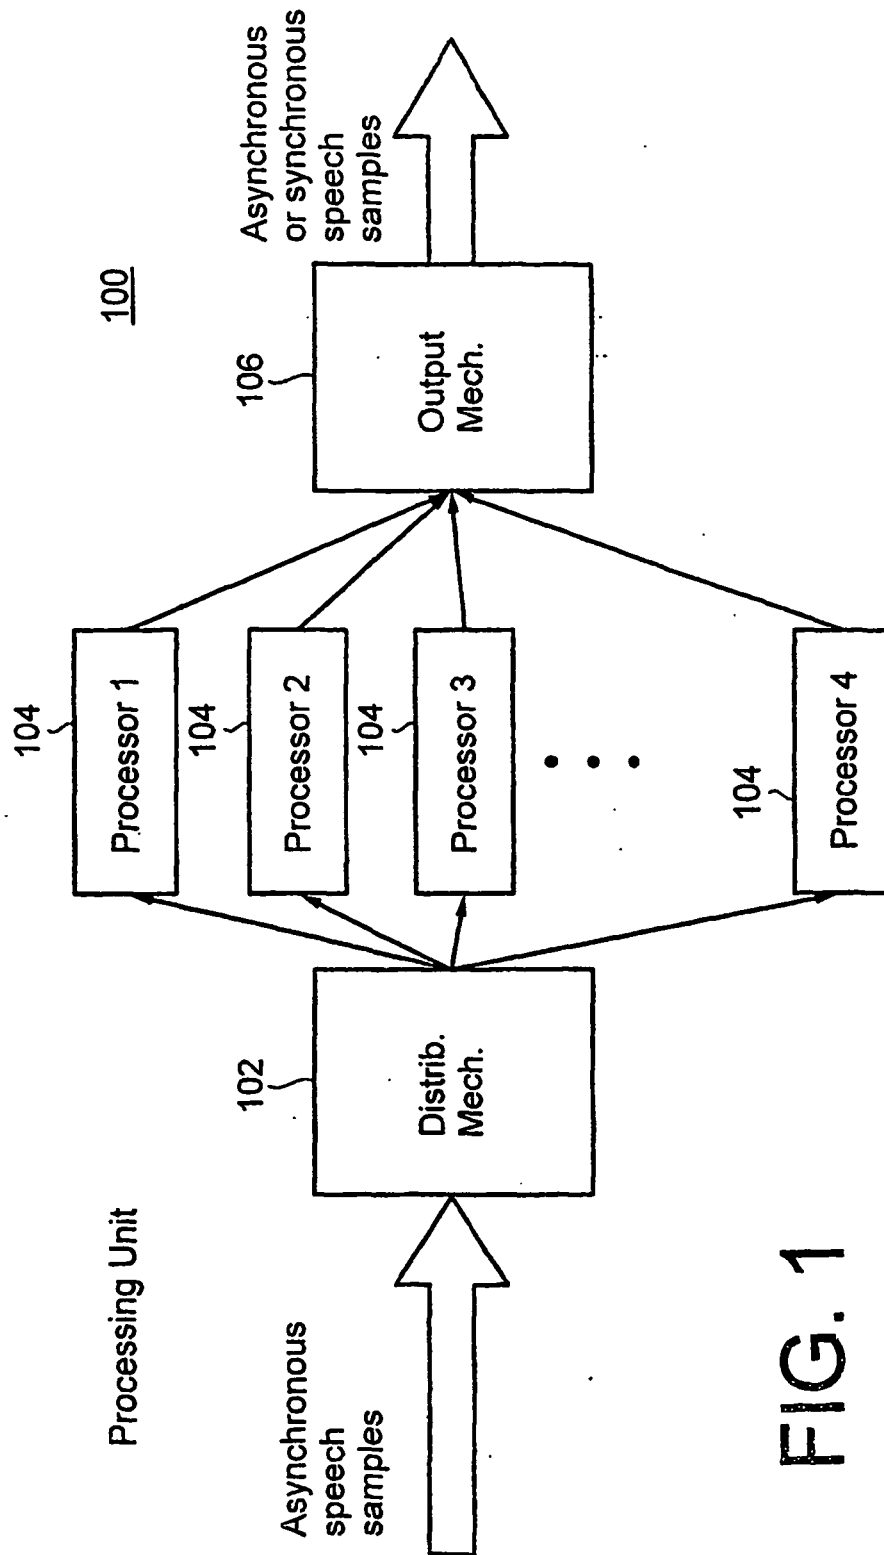 Processing Unit
100
Asynchronous
speech
samples
102
Distrib.
Mech.
104
Processor 1
104
Processor 2
104
Processor 3
104
Processor 4
106
Output
Mech.
Asynchronous
or synchronous
speech
samples
FIG. 1